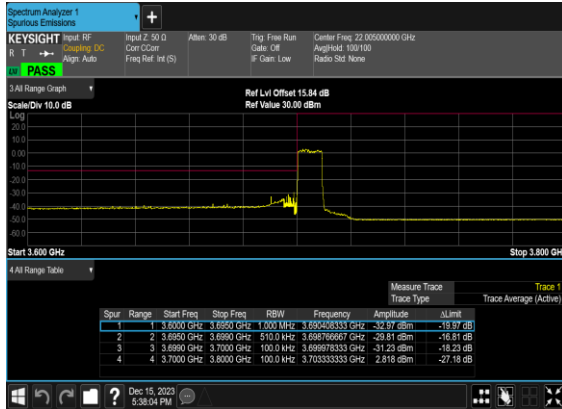 Spectrum Analyzer 1
Spurious Emissions
KEYSIGHT Input: RF Input Z: 50 Ω Atten: 30 dB Trig: Free Run Center Freq: 22.005000000 GHz
R T Coupling: DC Corr CCorr Gate: Off Avg|Hold: 100/100
Align: Auto Freq Ref: Int (S) IF Gain: Low Radio Std: None
PASS
3 All Range Graph Ref Lvl Offset 15.84 dB
Scale/Div 10.0 dB Ref Value 30.00 dBm
Log
20.0
10.0
0.00
-10.0
-20.0
-30.0
-40.0
-50.0
-60.0
Start 3.600 GHz Stop 3.800 GH
4 All Range Table
Measure Trace Trace 1
Trace Type Trace Average (Active)
Spur Range Start Freq Stop Freq RBW Frequency Amplitude ΔLimit
1 1 3.6000 GHz 3.6950 GHz 1.000 MHz 3.690408333 GHz -32.97 dBm -19.97 dB
2 2 3.6950 GHz 3.6990 GHz 510.0 kHz 3.698766667 GHz -29.81 dBm -16.81 dB
3 3 3.6990 GHz 3.7000 GHz 100.0 kHz 3.699978333 GHz -31.23 dBm -18.23 dB
4 4 3.7000 GHz 3.8000 GHz 100.0 kHz 3.703333333 GHz 2.818 dBm -27.18 dB
? Dec 15, 2023
5:38:04 PM